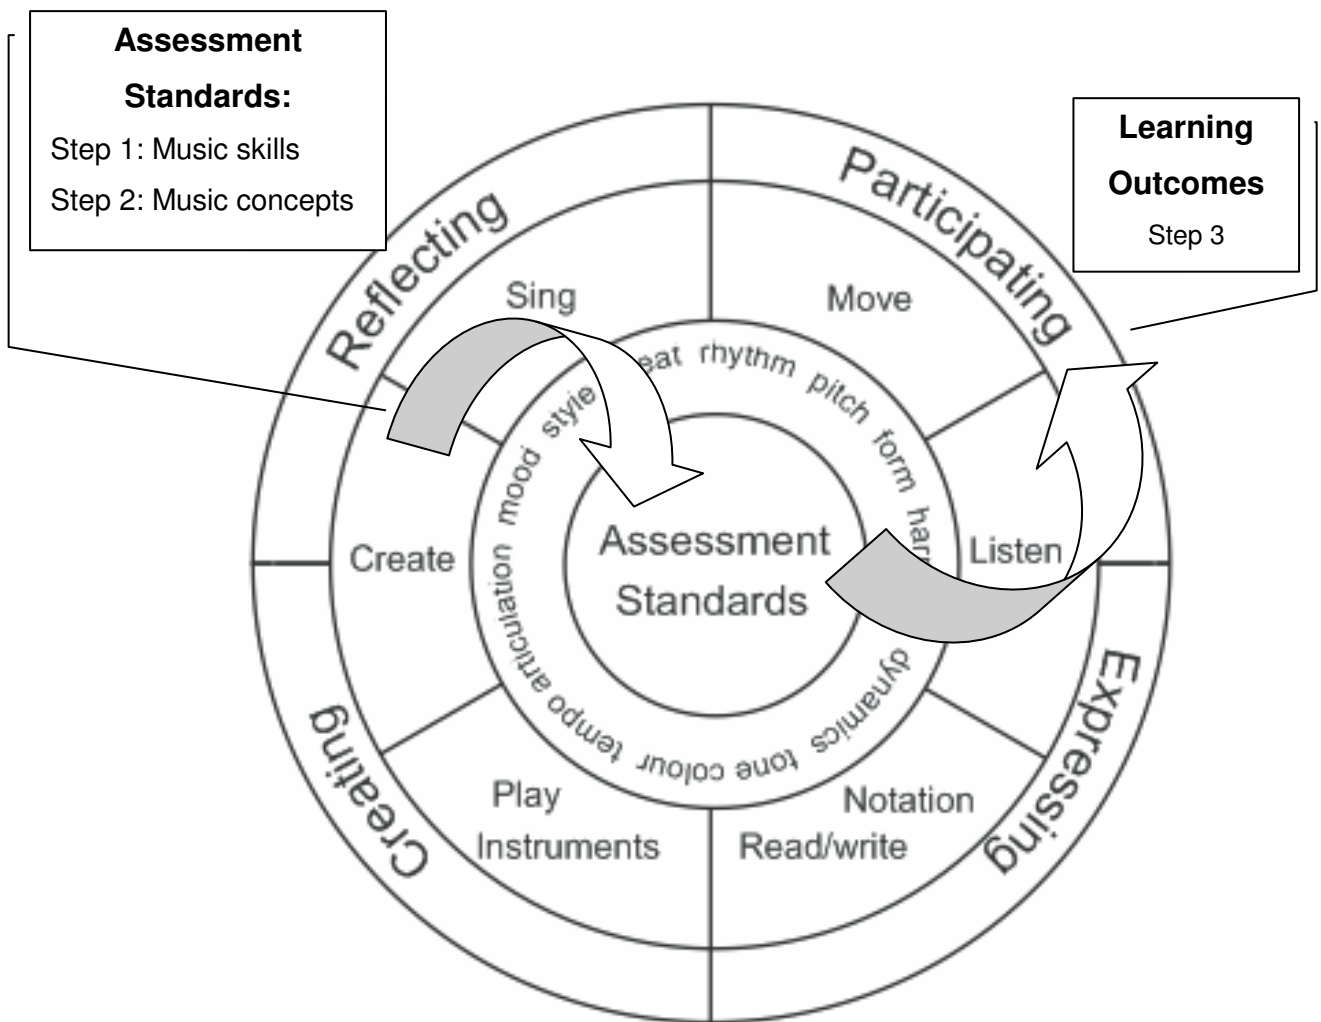 Assessment
Standards:
Step 1: Music skills
Step 2: Music concepts
Learning
Outcomes
Step 3
Reflecting
Participating
Expressing
Creating
Sing
Move
Listen
Notation
Read/write
Play
Instruments
Create
rhythm pitch form
dynamics tone colour tempo articulation mood style
Assessment
Standards